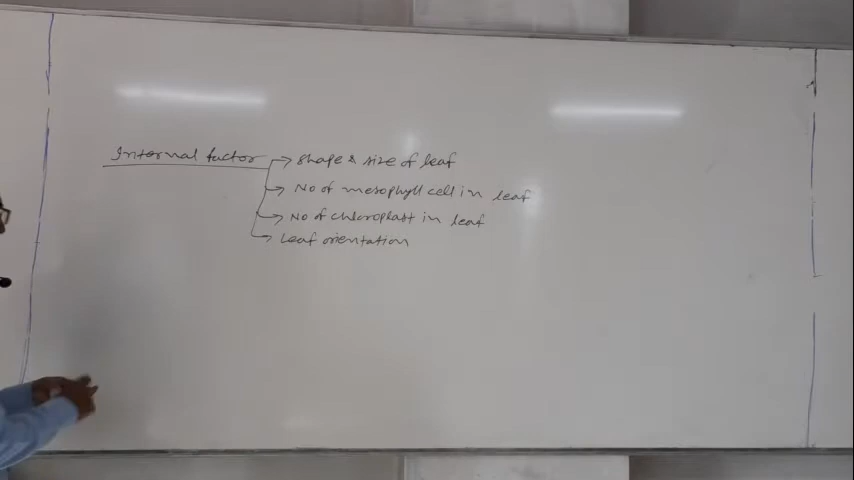 Internal factor → shape & size of leaf
→ No of mesophyll cell in leaf
→ No of chloroplast in leaf
→ Leaf orientation